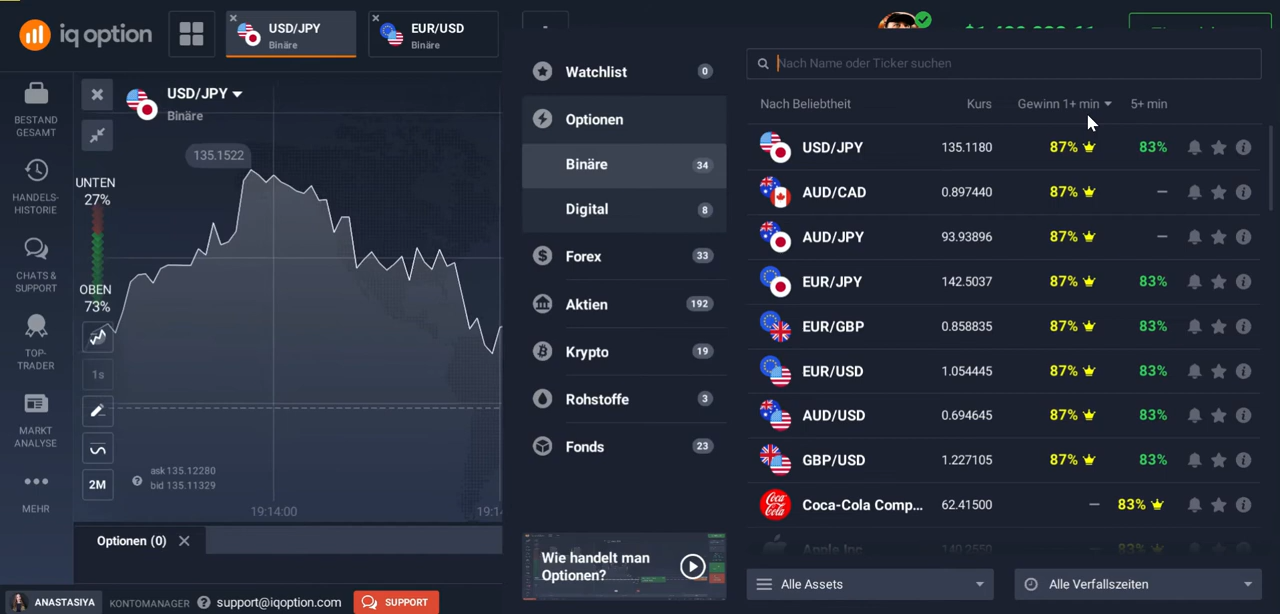 iq option
USD/JPY
Binäre
EUR/USD
Binäre
BESTAND
GESAMT
HANDELS-
HISTORIE
CHATS &
SUPPORT
TOP-
TRADER
MARKT
ANALYSE
MEHR
USD/JPY
Binäre
135.1522
UNTEN
27%
OBEN
73%
1s
2M
ask 135.12280
bid 135.11329
19:14:00
19:14
Optionen (0)
Watchlist 0
Optionen
Binäre 34
Digital 8
Forex 33
Aktien 192
Krypto 19
Rohstoffe 3
Fonds 23
Wie handelt man
Optionen?
Nach Name oder Ticker suchen
Nach Beliebtheit Kurs Gewinn 1+ min 5+ min
USD/JPY 135.1180 87% 83%
AUD/CAD 0.897440 87% –
AUD/JPY 93.93896 87% –
EUR/JPY 142.5037 87% 83%
EUR/GBP 0.858835 87% 83%
EUR/USD 1.054445 87% 83%
AUD/USD 0.694645 87% 83%
GBP/USD 1.227105 87% 83%
Coca-Cola Comp... 62.41500 – 83%
Apple Inc 140.2550 – 83%
Alle Assets
Alle Verfallszeiten
ANASTASIYA KONTOMANAGER support@iqoption.com SUPPORT